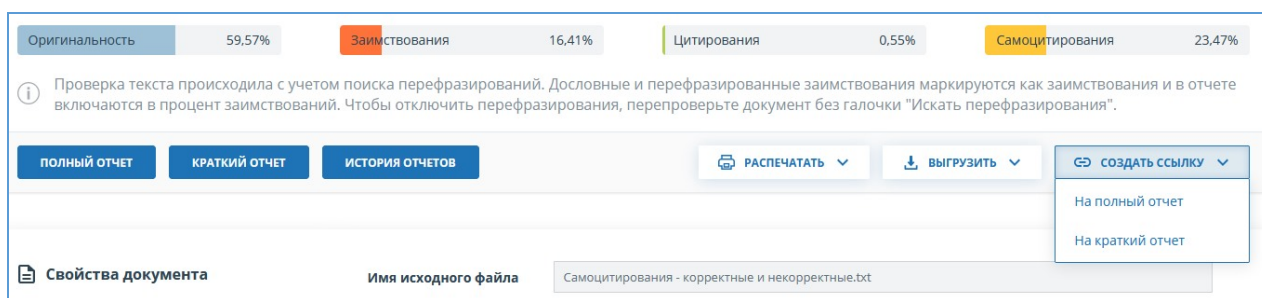 Оригинальность 59,57% Заимствования 16,41% Цитирования 0,55% Самоцитирования 23,47%
Проверка текста происходила с учетом поиска перефразирований. Дословные и перефразированные заимствования маркируются как заимствования и в отчете
включаются в процент заимствований. Чтобы отключить перефразирования, перепроверьте документ без галочки "Искать перефразирования".
ПОЛНЫЙ ОТЧЕТ КРАТКИЙ ОТЧЕТ ИСТОРИЯ ОТЧЕТОВ РАСПЕЧАТАТЬ ВЫГРУЗИТЬ СОЗДАТЬ ССЫЛКУ
На полный отчет
На краткий отчет
Свойства документа Имя исходного файла Самоцитирования - корректные и некорректные.txt